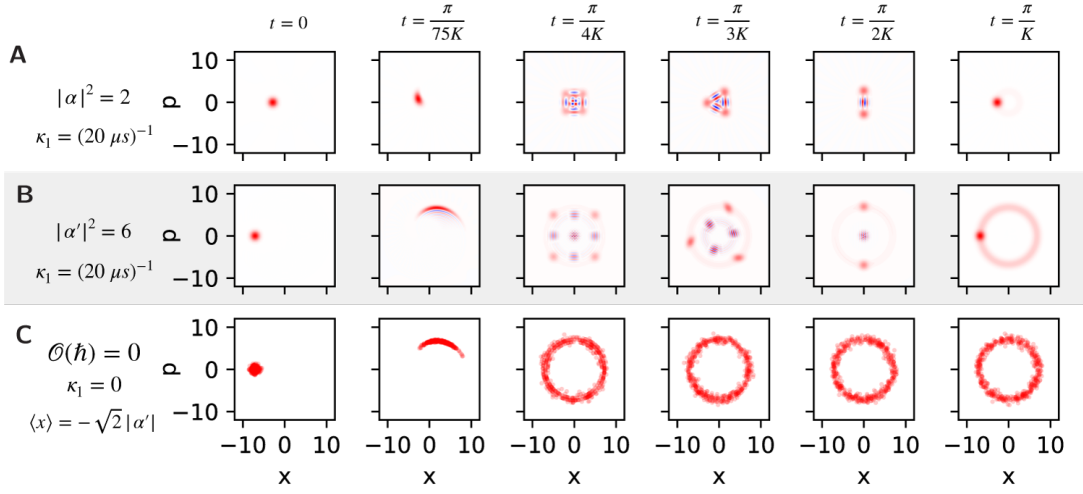 t = 0
t = π/75K
t = π/4K
t = π/3K
t = π/2K
t = π/K
A
|α|² = 2
κ₁ = (20 μs)⁻¹
p
10
0
−10
B
|α′|² = 6
κ₁ = (20 μs)⁻¹
p
10
0
−10
C
𝒪(ℏ) = 0
κ₁ = 0
⟨x⟩ = −√2 |α′|
p
10
0
−10
−10 0 10
−10 0 10
−10 0 10
−10 0 10
−10 0 10
−10 0 10
x
x
x
x
x
x